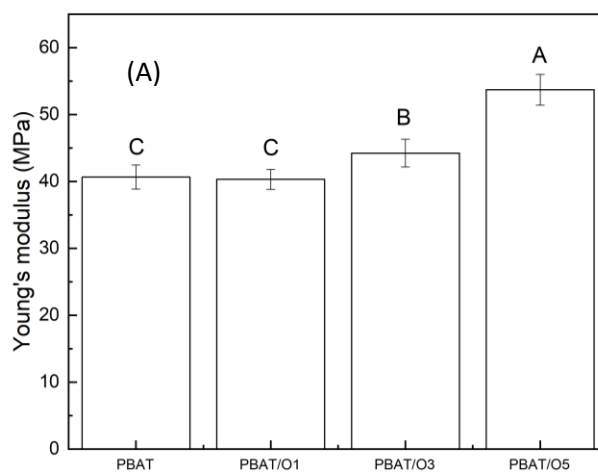 (A)
Young's modulus (MPa)
60
50
40
30
20
10
0
C
C
B
A
PBAT
PBAT/O1
PBAT/O3
PBAT/O5